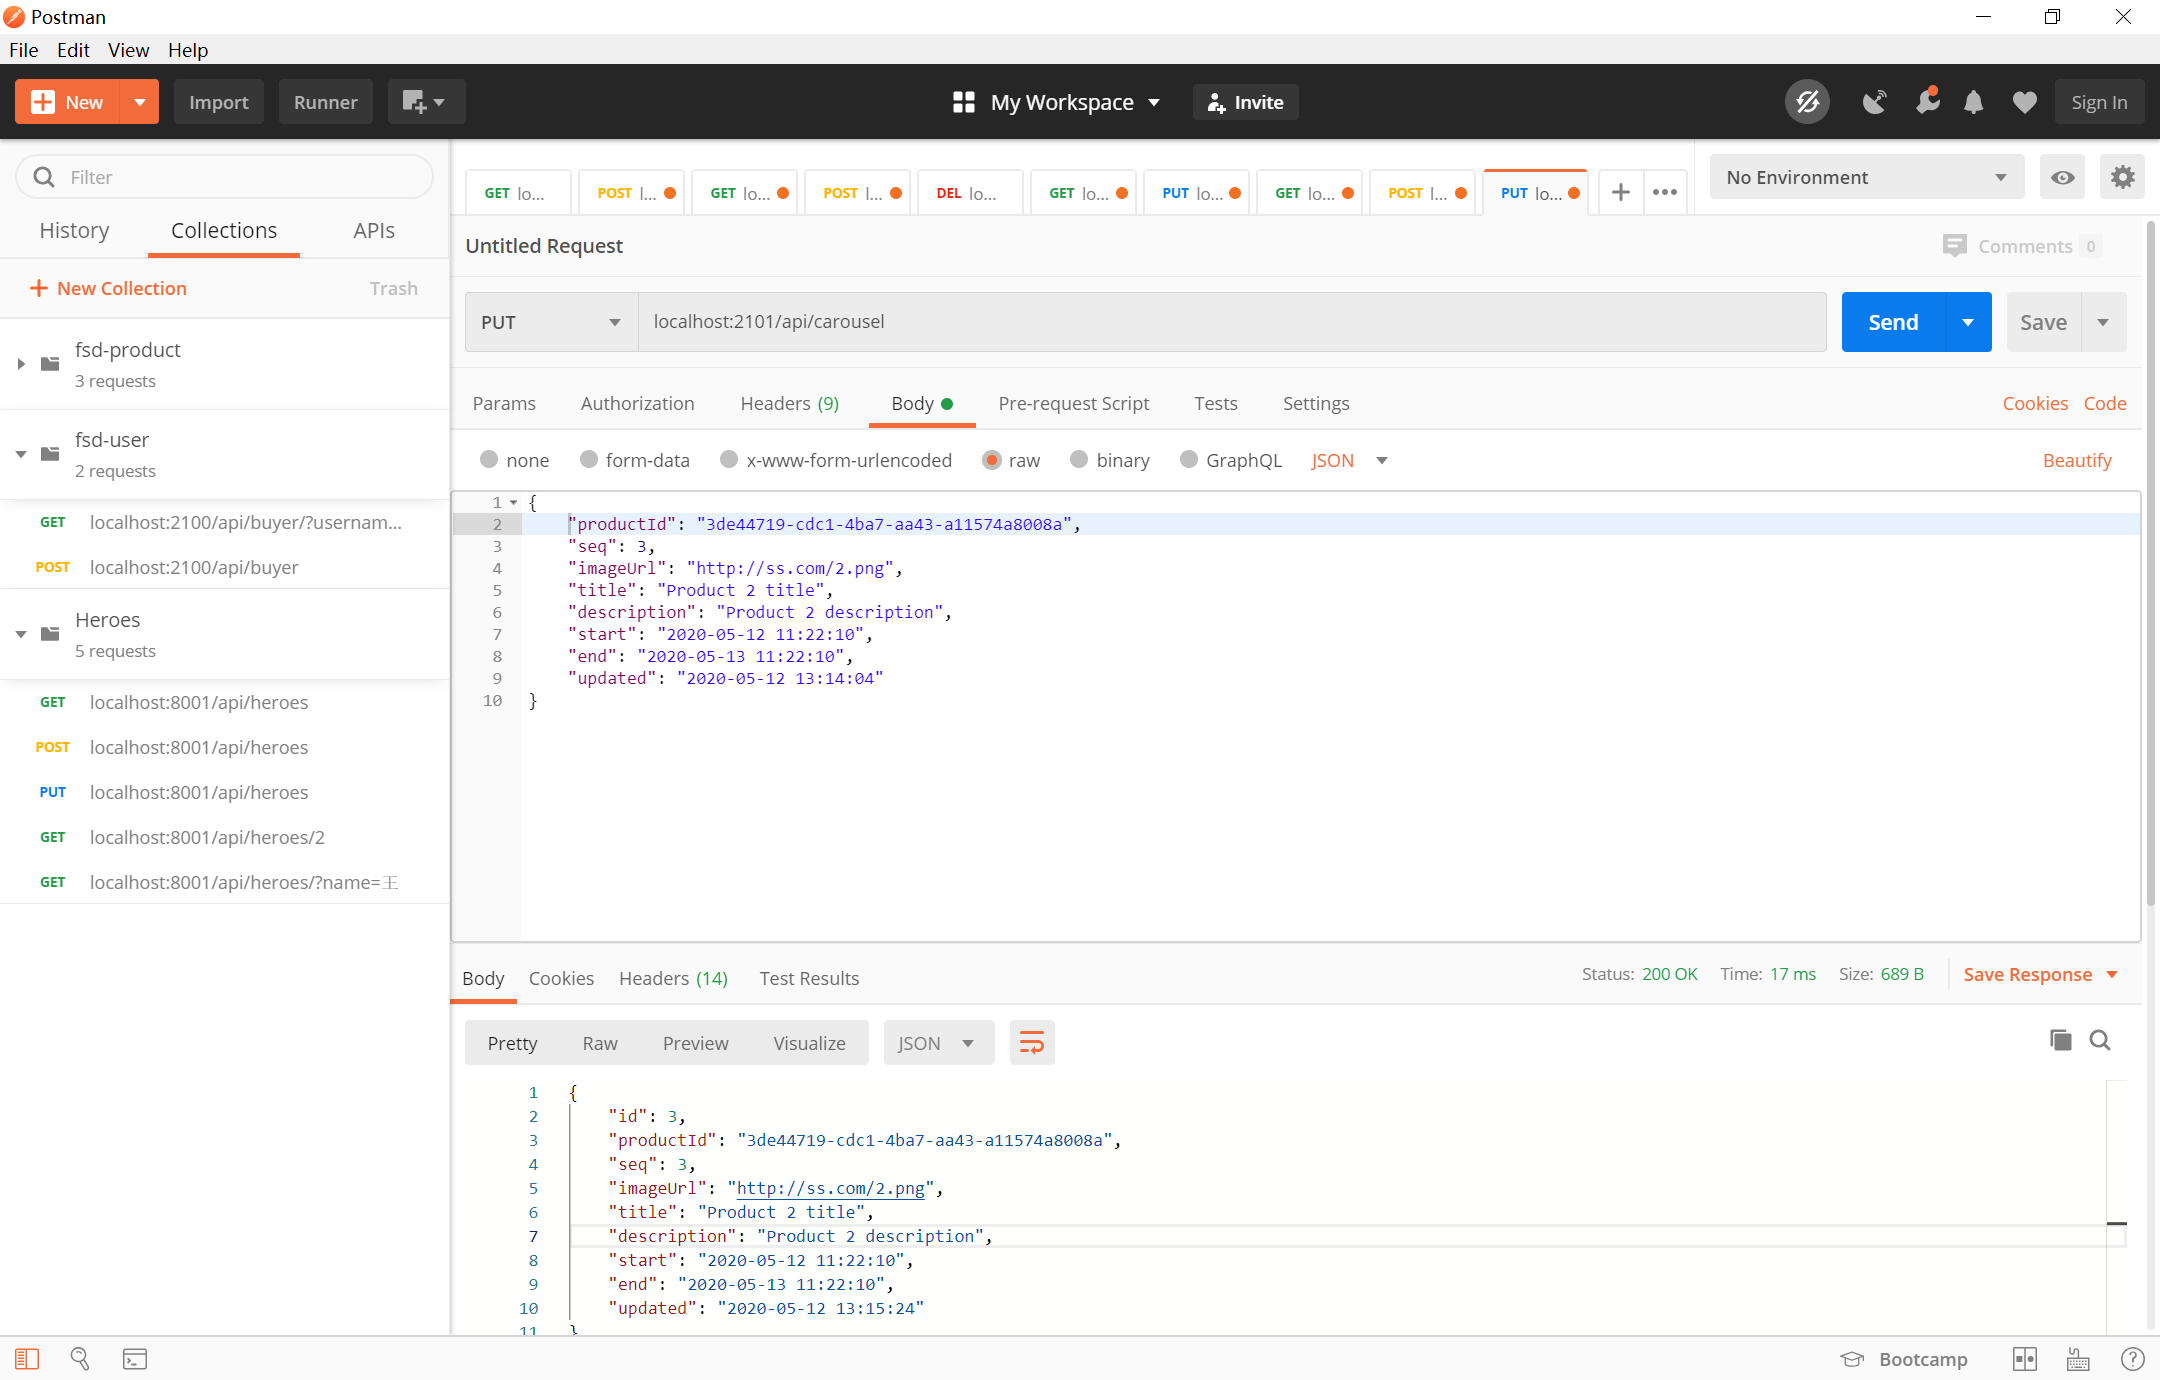 Postman
File Edit View Help
New Import Runner My Workspace Invite Sign In
Filter
History Collections APIs
New Collection Trash
fsd-product
3 requests
fsd-user
2 requests
GET localhost:2100/api/buyer/?usernam...
POST localhost:2100/api/buyer
Heroes
5 requests
GET localhost:8001/api/heroes
POST localhost:8001/api/heroes
PUT localhost:8001/api/heroes
GET localhost:8001/api/heroes/2
GET localhost:8001/api/heroes/?name=王
GET lo... POST l... GET lo... POST l... DEL lo... GET lo... PUT lo... GET lo... POST l... PUT lo... No Environment
Untitled Request Comments 0
PUT localhost:2101/api/carousel Send Save
Params Authorization Headers (9) Body Pre-request Script Tests Settings Cookies Code
none form-data x-www-form-urlencoded raw binary GraphQL JSON Beautify
1 {
2 "productId": "3de44719-cdc1-4ba7-aa43-a11574a8008a",
3 "seq": 3,
4 "imageUrl": "http://ss.com/2.png",
5 "title": "Product 2 title",
6 "description": "Product 2 description",
7 "start": "2020-05-12 11:22:10",
8 "end": "2020-05-13 11:22:10",
9 "updated": "2020-05-12 13:14:04"
10 }
Body Cookies Headers (14) Test Results Status: 200 OK Time: 17 ms Size: 689 B Save Response
Pretty Raw Preview Visualize JSON
1 {
2 "id": 3,
3 "productId": "3de44719-cdc1-4ba7-aa43-a11574a8008a",
4 "seq": 3,
5 "imageUrl": "http://ss.com/2.png",
6 "title": "Product 2 title",
7 "description": "Product 2 description",
8 "start": "2020-05-12 11:22:10",
9 "end": "2020-05-13 11:22:10",
10 "updated": "2020-05-12 13:15:24"
11 }
Bootcamp